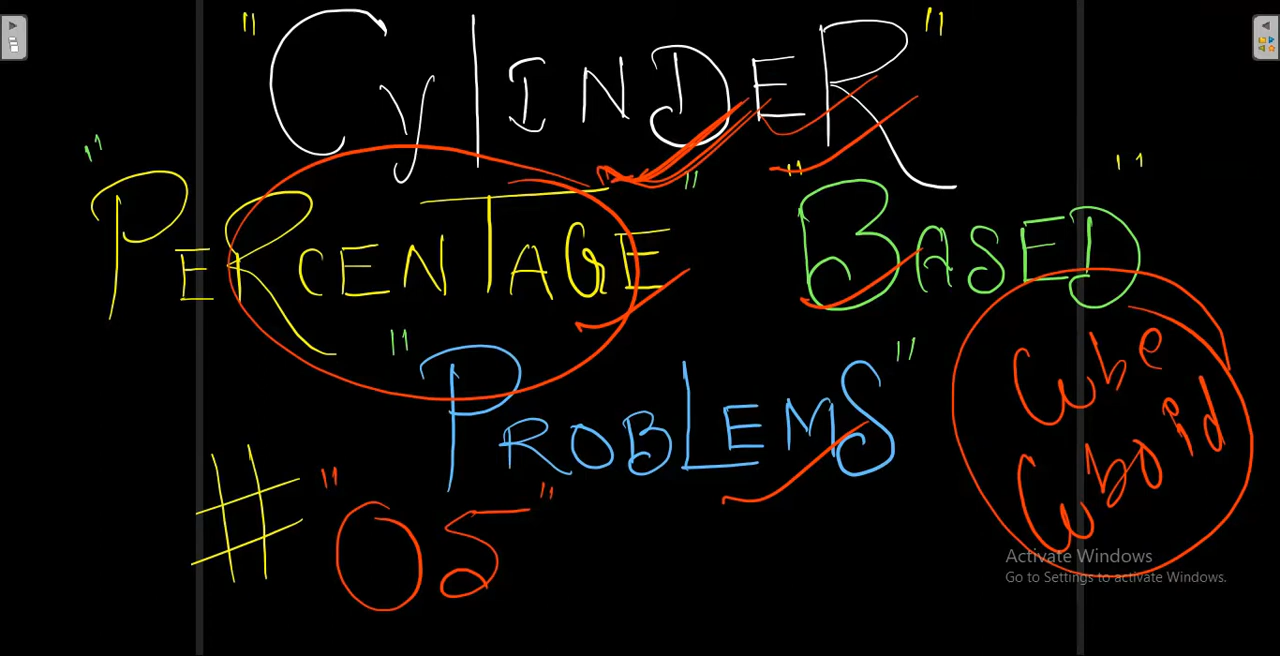 " CYLINDER "
" PERCENTAGE " " BASED "
" PROBLEMS "
Cube
Cuboid
# " 05 "
Activate Windows
Go to Settings to activate Windows.